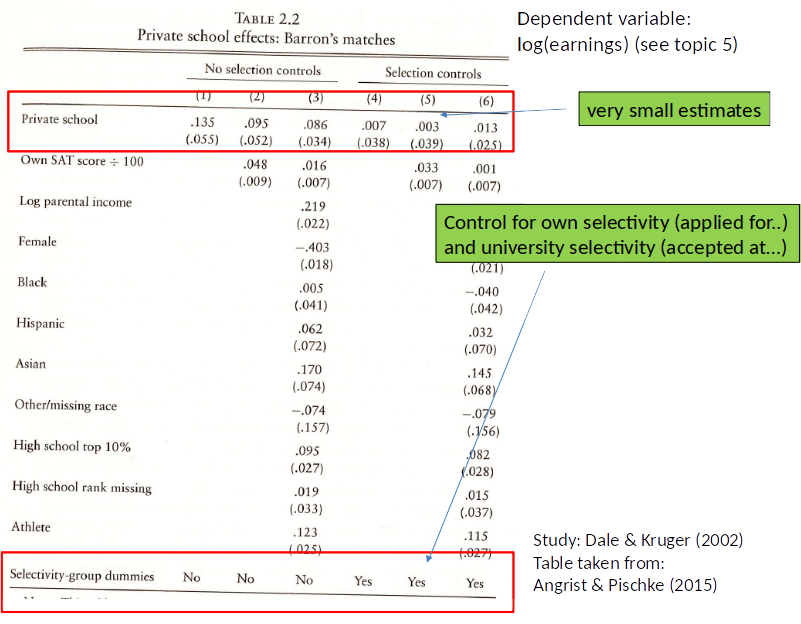 TABLE 2.2
Private school effects: Barron's matches
Dependent variable:
log(earnings) (see topic 5)
No selection controls Selection controls
(1) (2) (3) (4) (5) (6)
very small estimates
Private school .135 .095 .086 .007 .003 .013
(.055) (.052) (.034) (.038) (.039) (.025)
Own SAT score ÷ 100 .048 .016 .033 .001
(.009) (.007) (.007) (.007)
Log parental income .219
(.022)
Control for own selectivity (applied for..)
and university selectivity (accepted at...)
Female −.403
(.018) (.021)
Black .005 −.040
(.041) (.042)
Hispanic .062 .032
(.072) (.070)
Asian .170 .145
(.074) (.068)
Other/missing race −.074 −.079
(.157) (.156)
High school top 10% .095 .082
(.027) (.028)
High school rank missing .019 .015
(.033) (.037)
Athlete .123 .115
(.025) (.027)
Study: Dale & Kruger (2002)
Table taken from:
Angrist & Pischke (2015)
Selectivity-group dummies No No No Yes Yes Yes